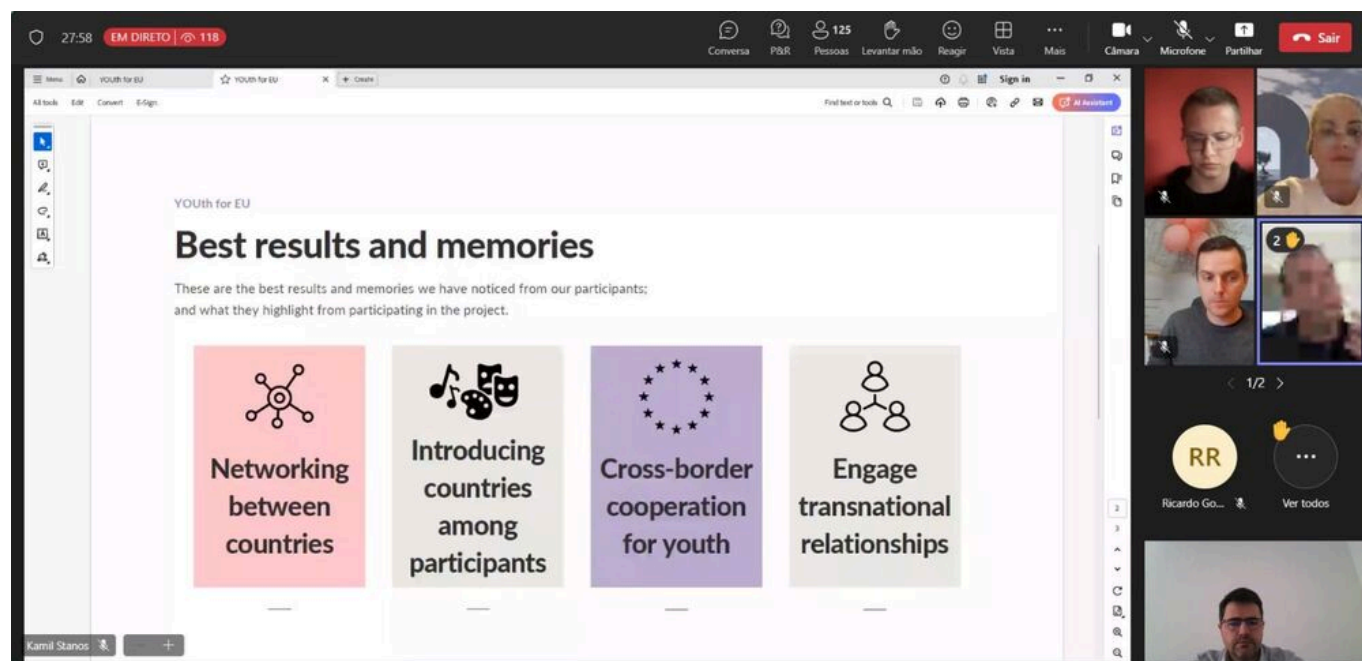 27:58
EM DIRETO | 118
Conversa
P&R
125
Pessoas
Levantar mão
Reagir
Vista
Mais
Câmara
Microfone
Partilhar
Sair
Menu
YOUth for EU
YOUth for EU
+ Create
Sign in
All tools
Edit
Convert
E-Sign
Find text or tools
AI Assistant
YOUth for EU
Best results and memories
These are the best results and memories we have noticed from our participants;
and what they highlight from participating in the project.
Networking
between
countries
Introducing
countries
among
participants
Cross-border
cooperation
for youth
Engage
transnational
relationships
2
1/2
RR
Ricardo Go...
Ver todos
2
3
Kamil Stanos